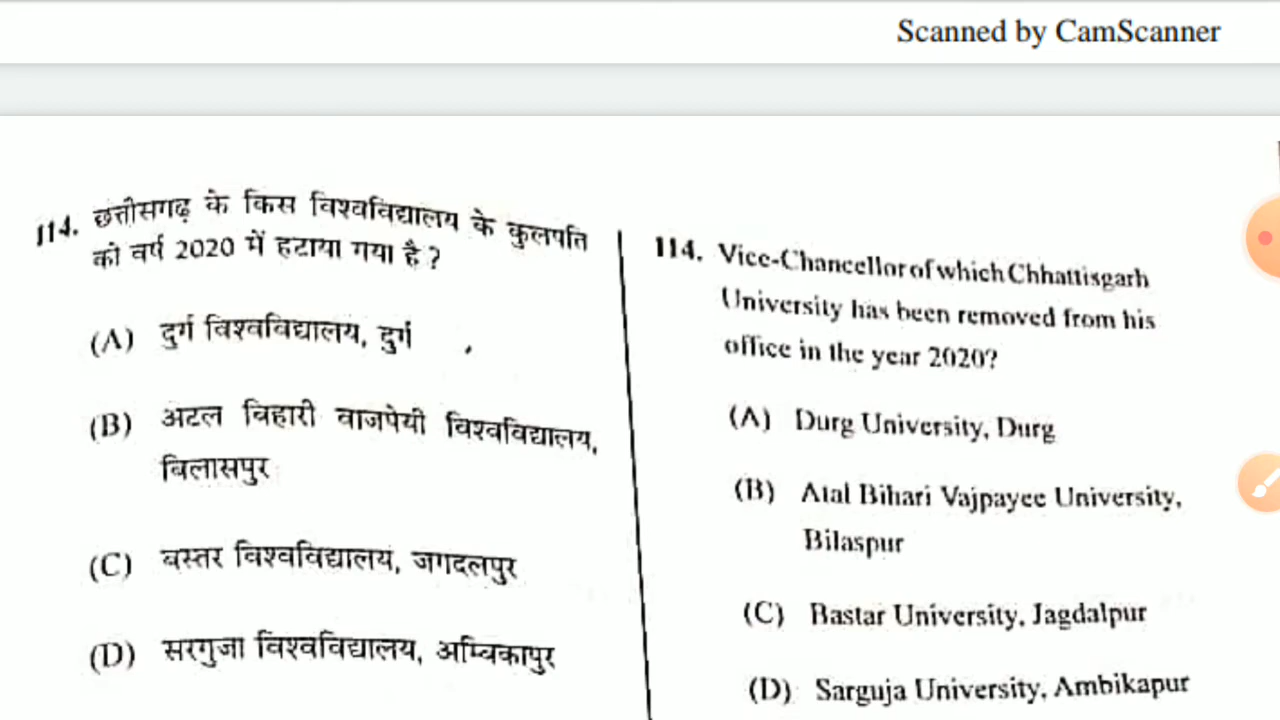 Scanned by CamScanner
114. छत्तीसगढ़ के किस विश्वविद्यालय के कुलपति
को वर्ष 2020 में हटाया गया है ?
(A) दुर्ग विश्वविद्यालय, दुर्ग
(B) अटल बिहारी वाजपेयी विश्वविद्यालय,
बिलासपुर
(C) बस्तर विश्वविद्यालय, जगदलपुर
(D) सरगुजा विश्वविद्यालय, अम्बिकापुर
114. Vice-Chancellor of which Chhattisgarh
University has been removed from his
office in the year 2020?
(A) Durg University, Durg
(B) Atal Bihari Vajpayee University,
Bilaspur
(C) Bastar University, Jagdalpur
(D) Sarguja University, Ambikapur